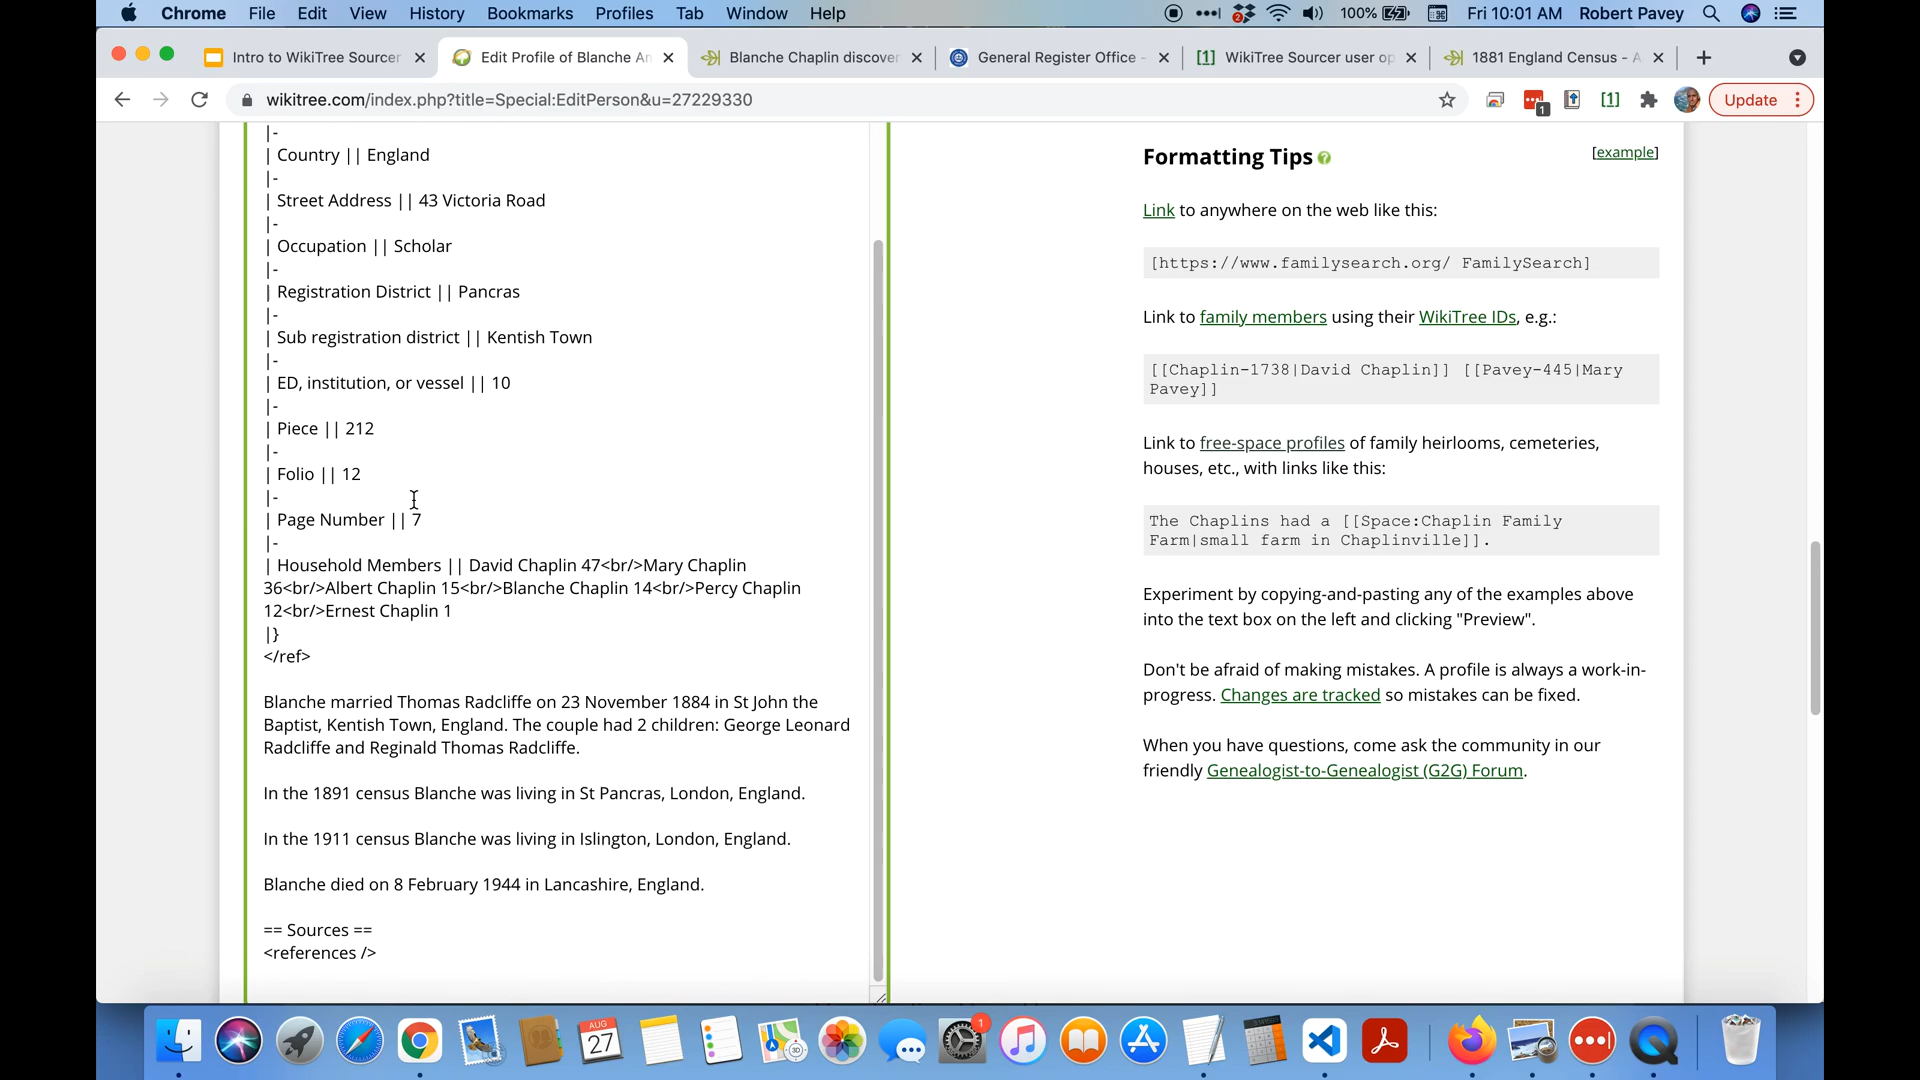 Chrome File Edit View History Bookmarks Profiles Tab Window Help 2 100% Fri 10:01 AM Robert Pavey
Intro to WikiTree Sourcer Edit Profile of Blanche An Blanche Chaplin discover General Register Office - [1] WikiTree Sourcer user op 1881 England Census - A
wikitree.com/index.php?title=Special:EditPerson&u=27229330 1 [1] Update
|-
| Country || England
|-
| Street Address || 43 Victoria Road
|-
| Occupation || Scholar
|-
| Registration District || Pancras
|-
| Sub registration district || Kentish Town
|-
| ED, institution, or vessel || 10
|-
| Piece || 212
|-
| Folio || 12
|-
| Page Number || 7
|-
| Household Members || David Chaplin 47<br/>Mary Chaplin
36<br/>Albert Chaplin 15<br/>Blanche Chaplin 14<br/>Percy Chaplin
12<br/>Ernest Chaplin 1
|}
</ref>
Blanche married Thomas Radcliffe on 23 November 1884 in St John the
Baptist, Kentish Town, England. The couple had 2 children: George Leonard
Radcliffe and Reginald Thomas Radcliffe.
In the 1891 census Blanche was living in St Pancras, London, England.
In the 1911 census Blanche was living in Islington, London, England.
Blanche died on 8 February 1944 in Lancashire, England.
== Sources ==
<references />
Formatting Tips ? [example]
Link to anywhere on the web like this:
[https://www.familysearch.org/ FamilySearch]
Link to family members using their WikiTree IDs, e.g.:
[[Chaplin-1738|David Chaplin]] [[Pavey-445|Mary
Pavey]]
Link to free-space profiles of family heirlooms, cemeteries,
houses, etc., with links like this:
The Chaplins had a [[Space:Chaplin Family
Farm|small farm in Chaplinville]].
Experiment by copying-and-pasting any of the examples above
into the text box on the left and clicking "Preview".
Don't be afraid of making mistakes. A profile is always a work-in-
progress. Changes are tracked so mistakes can be fixed.
When you have questions, come ask the community in our
friendly Genealogist-to-Genealogist (G2G) Forum.
AUG
27
3D
1